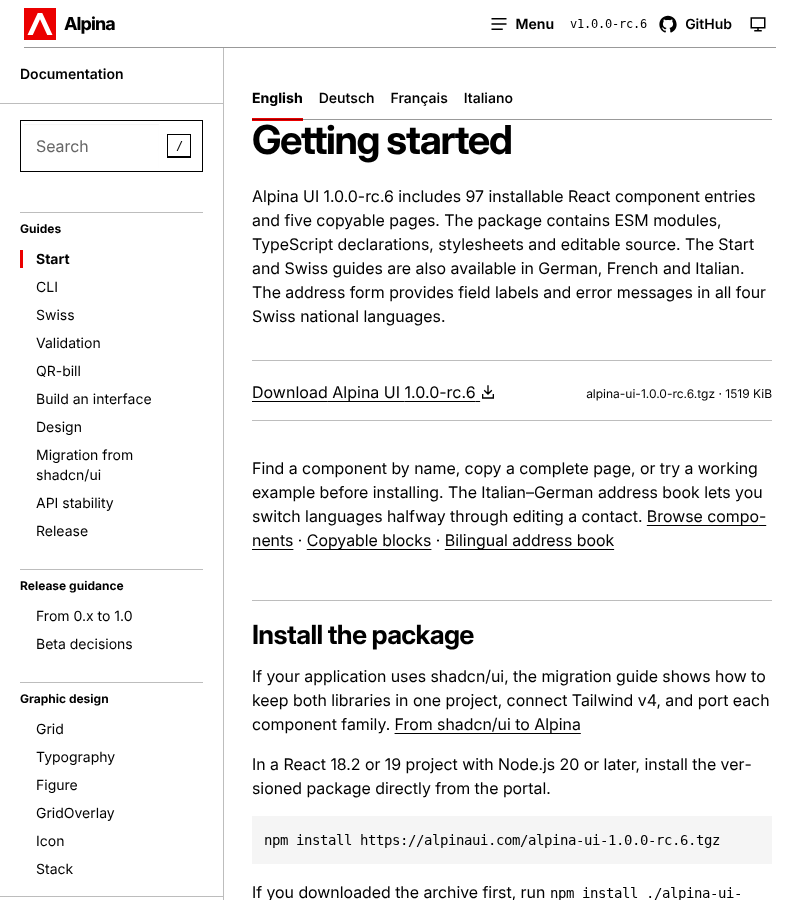 Alpina
Menu v1.0.0-rc.6 GitHub
Documentation
Search /
Guides
Start
CLI
Swiss
Validation
QR-bill
Build an interface
Design
Migration from
shadcn/ui
API stability
Release
Release guidance
From 0.x to 1.0
Beta decisions
Graphic design
Grid
Typography
Figure
GridOverlay
Icon
Stack
English Deutsch Français Italiano
Getting started
Alpina UI 1.0.0-rc.6 includes 97 installable React component entries
and five copyable pages. The package contains ESM modules,
TypeScript declarations, stylesheets and editable source. The Start
and Swiss guides are also available in German, French and Italian.
The address form provides field labels and error messages in all four
Swiss national languages.
Download Alpina UI 1.0.0-rc.6 alpina-ui-1.0.0-rc.6.tgz · 1519 KiB
Find a component by name, copy a complete page, or try a working
example before installing. The Italian–German address book lets you
switch languages halfway through editing a contact. Browse compo-
nents · Copyable blocks · Bilingual address book
Install the package
If your application uses shadcn/ui, the migration guide shows how to
keep both libraries in one project, connect Tailwind v4, and port each
component family. From shadcn/ui to Alpina
In a React 18.2 or 19 project with Node.js 20 or later, install the ver-
sioned package directly from the portal.
npm install https://alpinaui.com/alpina-ui-1.0.0-rc.6.tgz
If you downloaded the archive first, run npm install ./alpina-ui-